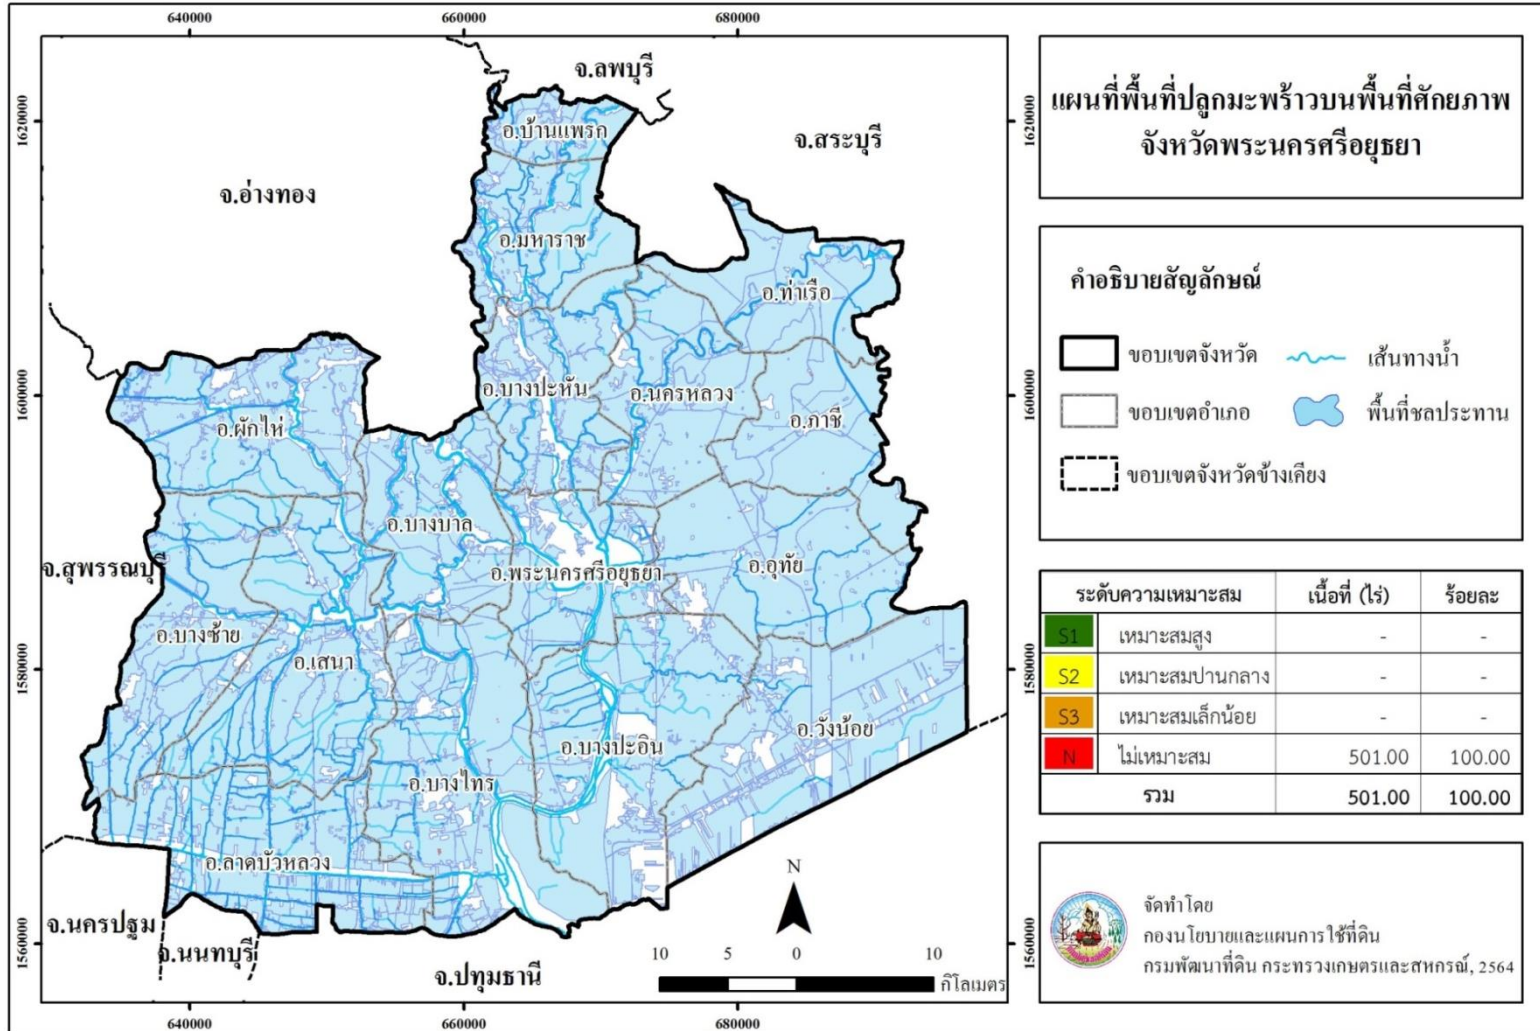 640000
660000
680000
1620000
1600000
1580000
1560000
1620000
1600000
1580000
1560000
640000
660000
680000
จ.ลพบุรี
จ.สระบุรี
จ.อ่างทอง
อ.บ้านแพรก
อ.มหาราช
อ.ท่าเรือ
อ.บางปะหัน
อ.นครหลวง
อ.ผักไห่
อ.ภาชี
อ.บางบาล
จ.สุพรรณบุรี
อ.พระนครศรีอยุธยา
อ.อุทัย
อ.บางซ้าย
อ.เสนา
อ.วังน้อย
อ.บางปะอิน
อ.บางไทร
อ.ลาดบัวหลวง
จ.นครปฐม
จ.นนทบุรี
จ.ปทุมธานี
N
10 5 0 10
กิโลเมตร
แผนที่พื้นที่ปลูกมะพร้าวบนพื้นที่ศักยภาพ
จังหวัดพระนครศรีอยุธยา
คำอธิบายสัญลักษณ์
ขอบเขตจังหวัด เส้นทางน้ำ
ขอบเขตอำเภอ พื้นที่ชลประทาน
ขอบเขตจังหวัดข้างเคียง
ระดับความเหมาะสม เนื้อที่ (ไร่) ร้อยละ
S1 เหมาะสมสูง - -
S2 เหมาะสมปานกลาง - -
S3 เหมาะสมเล็กน้อย - -
N ไม่เหมาะสม 501.00 100.00
รวม 501.00 100.00
จัดทำโดย
กองนโยบายและแผนการใช้ที่ดิน
กรมพัฒนาที่ดิน กระทรวงเกษตรและสหกรณ์, 2564